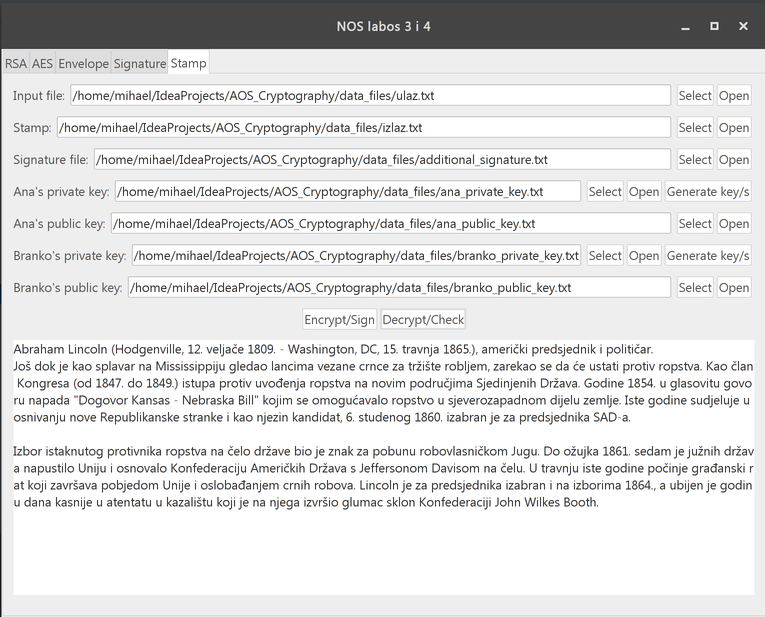 NOS labos 3 i 4
RSA AES Envelope Signature Stamp
Input file: /home/mihael/IdeaProjects/AOS_Cryptography/data_files/ulaz.txt Select Open
Stamp: /home/mihael/IdeaProjects/AOS_Cryptography/data_files/izlaz.txt Select Open
Signature file: /home/mihael/IdeaProjects/AOS_Cryptography/data_files/additional_signature.txt Select Open
Ana's private key: /home/mihael/IdeaProjects/AOS_Cryptography/data_files/ana_private_key.txt Select Open Generate key/s
Ana's public key: /home/mihael/IdeaProjects/AOS_Cryptography/data_files/ana_public_key.txt Select Open
Branko's private key: /home/mihael/IdeaProjects/AOS_Cryptography/data_files/branko_private_key.txt Select Open Generate key/s
Branko's public key: /home/mihael/IdeaProjects/AOS_Cryptography/data_files/branko_public_key.txt Select Open
Encrypt/Sign Decrypt/Check
Abraham Lincoln (Hodgenville, 12. veljače 1809. - Washington, DC, 15. travnja 1865.), američki predsjednik i političar.
Još dok je kao splavar na Mississippiju gledao lancima vezane crnce za tržište robljem, zarekao se da će ustati protiv ropstva. Kao član
Kongresa (od 1847. do 1849.) istupa protiv uvođenja ropstva na novim područjima Sjedinjenih Država. Godine 1854. u glasovitu govo
ru napada "Dogovor Kansas - Nebraska Bill" kojim se omogućavalo ropstvo u sjeverozapadnom dijelu zemlje. Iste godine sudjeluje u
osnivanju nove Republikanske stranke i kao njezin kandidat, 6. studenog 1860. izabran je za predsjednika SAD-a.
Izbor istaknutog protivnika ropstva na čelo države bio je znak za pobunu robovlasničkom Jugu. Do ožujka 1861. sedam je južnih držav
a napustilo Uniju i osnovalo Konfederaciju Američkih Država s Jeffersonom Davisom na čelu. U travnju iste godine počinje građanski r
at koji završava pobjedom Unije i oslobađanjem crnih robova. Lincoln je za predsjednika izabran i na izborima 1864., a ubijen je godin
u dana kasnije u atentatu u kazalištu koji je na njega izvršio glumac sklon Konfederaciji John Wilkes Booth.